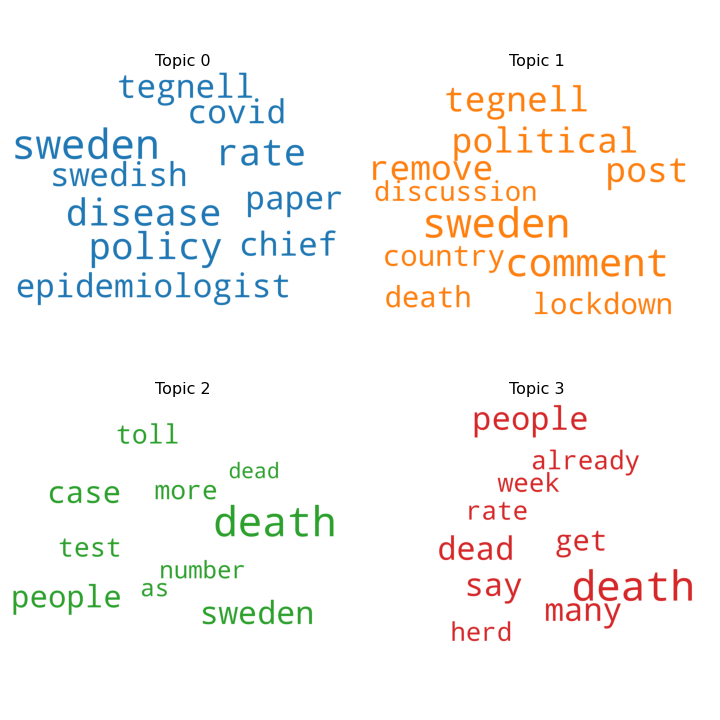 Topic 0
tegnell
covid
sweden
rate
swedish
paper
disease
policy
chief
epidemiologist
Topic 1
tegnell
political
remove
post
discussion
sweden
country
comment
death
lockdown
Topic 2
toll
dead
case
more
death
test
number
as
people
sweden
Topic 3
people
already
week
rate
dead
get
say
death
many
herd